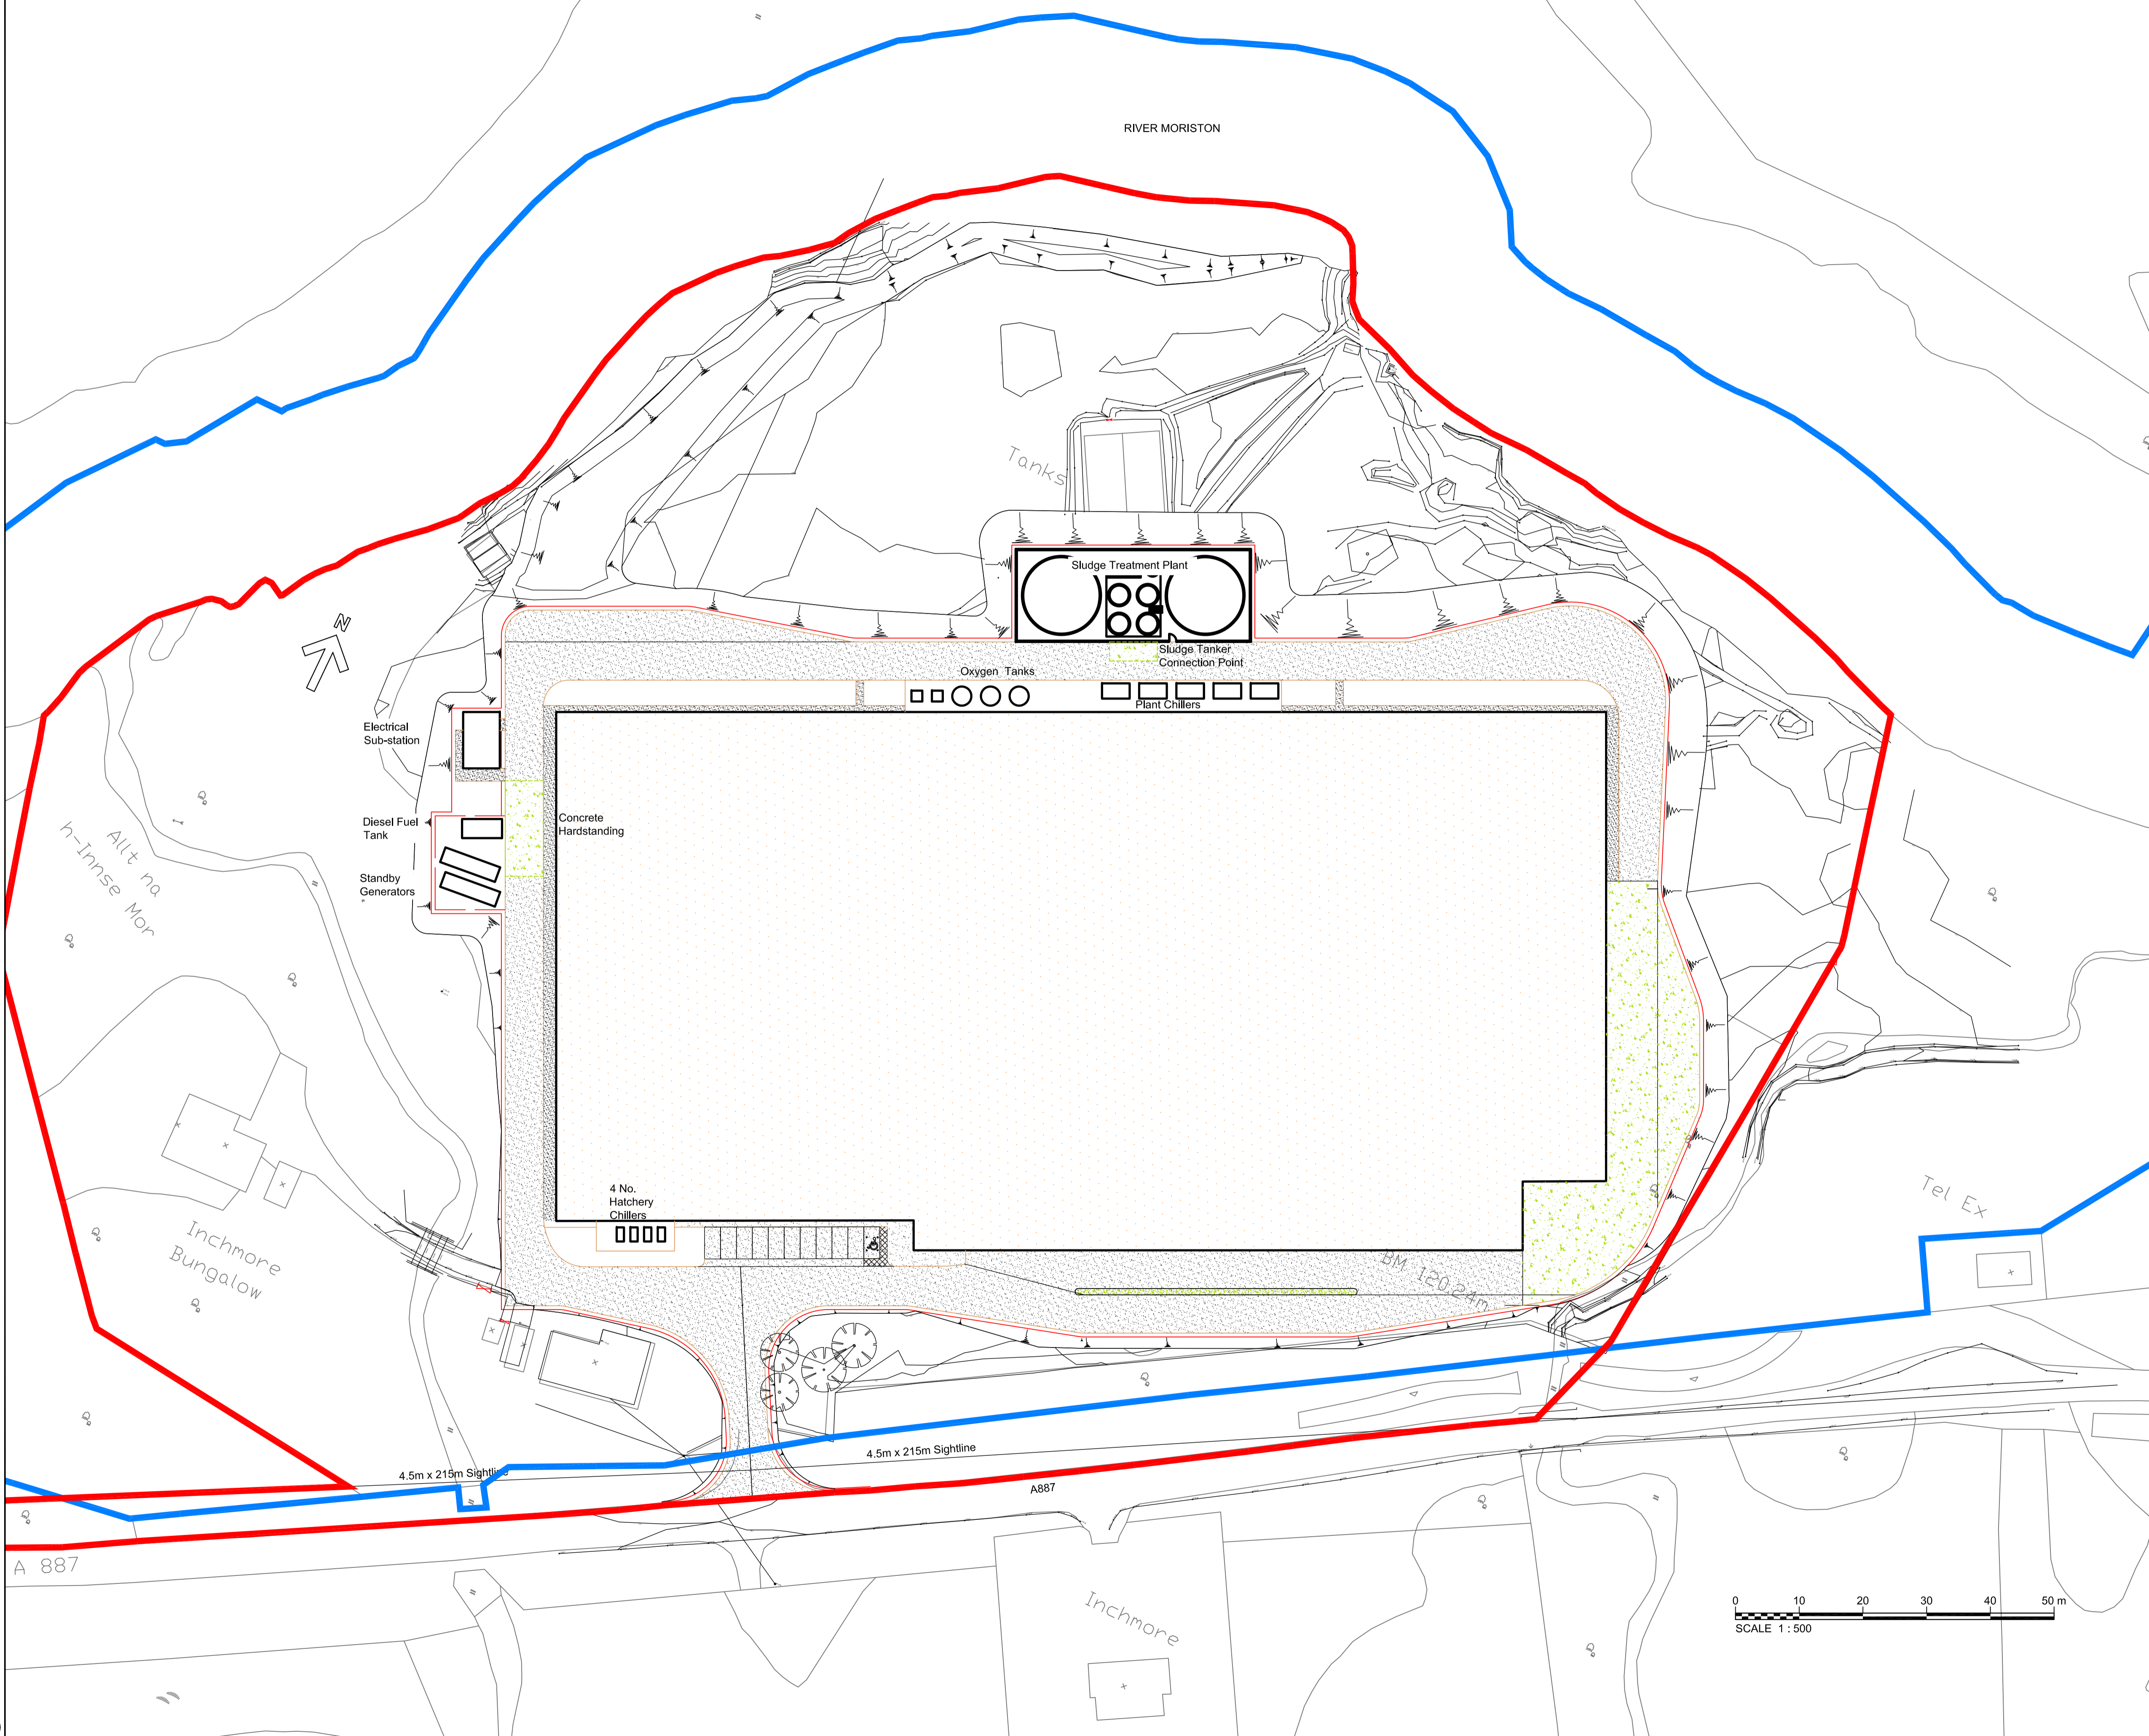 RIVER MORISTON
Tanks
N
Sludge Treatment Plant
Sludge Tanker
Connection Point
Oxygen Tanks
Plant Chillers
Electrical
Sub-station
Diesel Fuel
Tank
Concrete
Hardstanding
Standby
Generators
Allt na
h-Innse Mor
4 No.
Hatchery
Chillers
Inchmore
Bungalow
BM 120.24m
Tel Ex
4.5m x 215m Sightline
4.5m x 215m Sightline
A887
A 887
Inchmore
0 10 20 30 40 50 m
SCALE 1 : 500